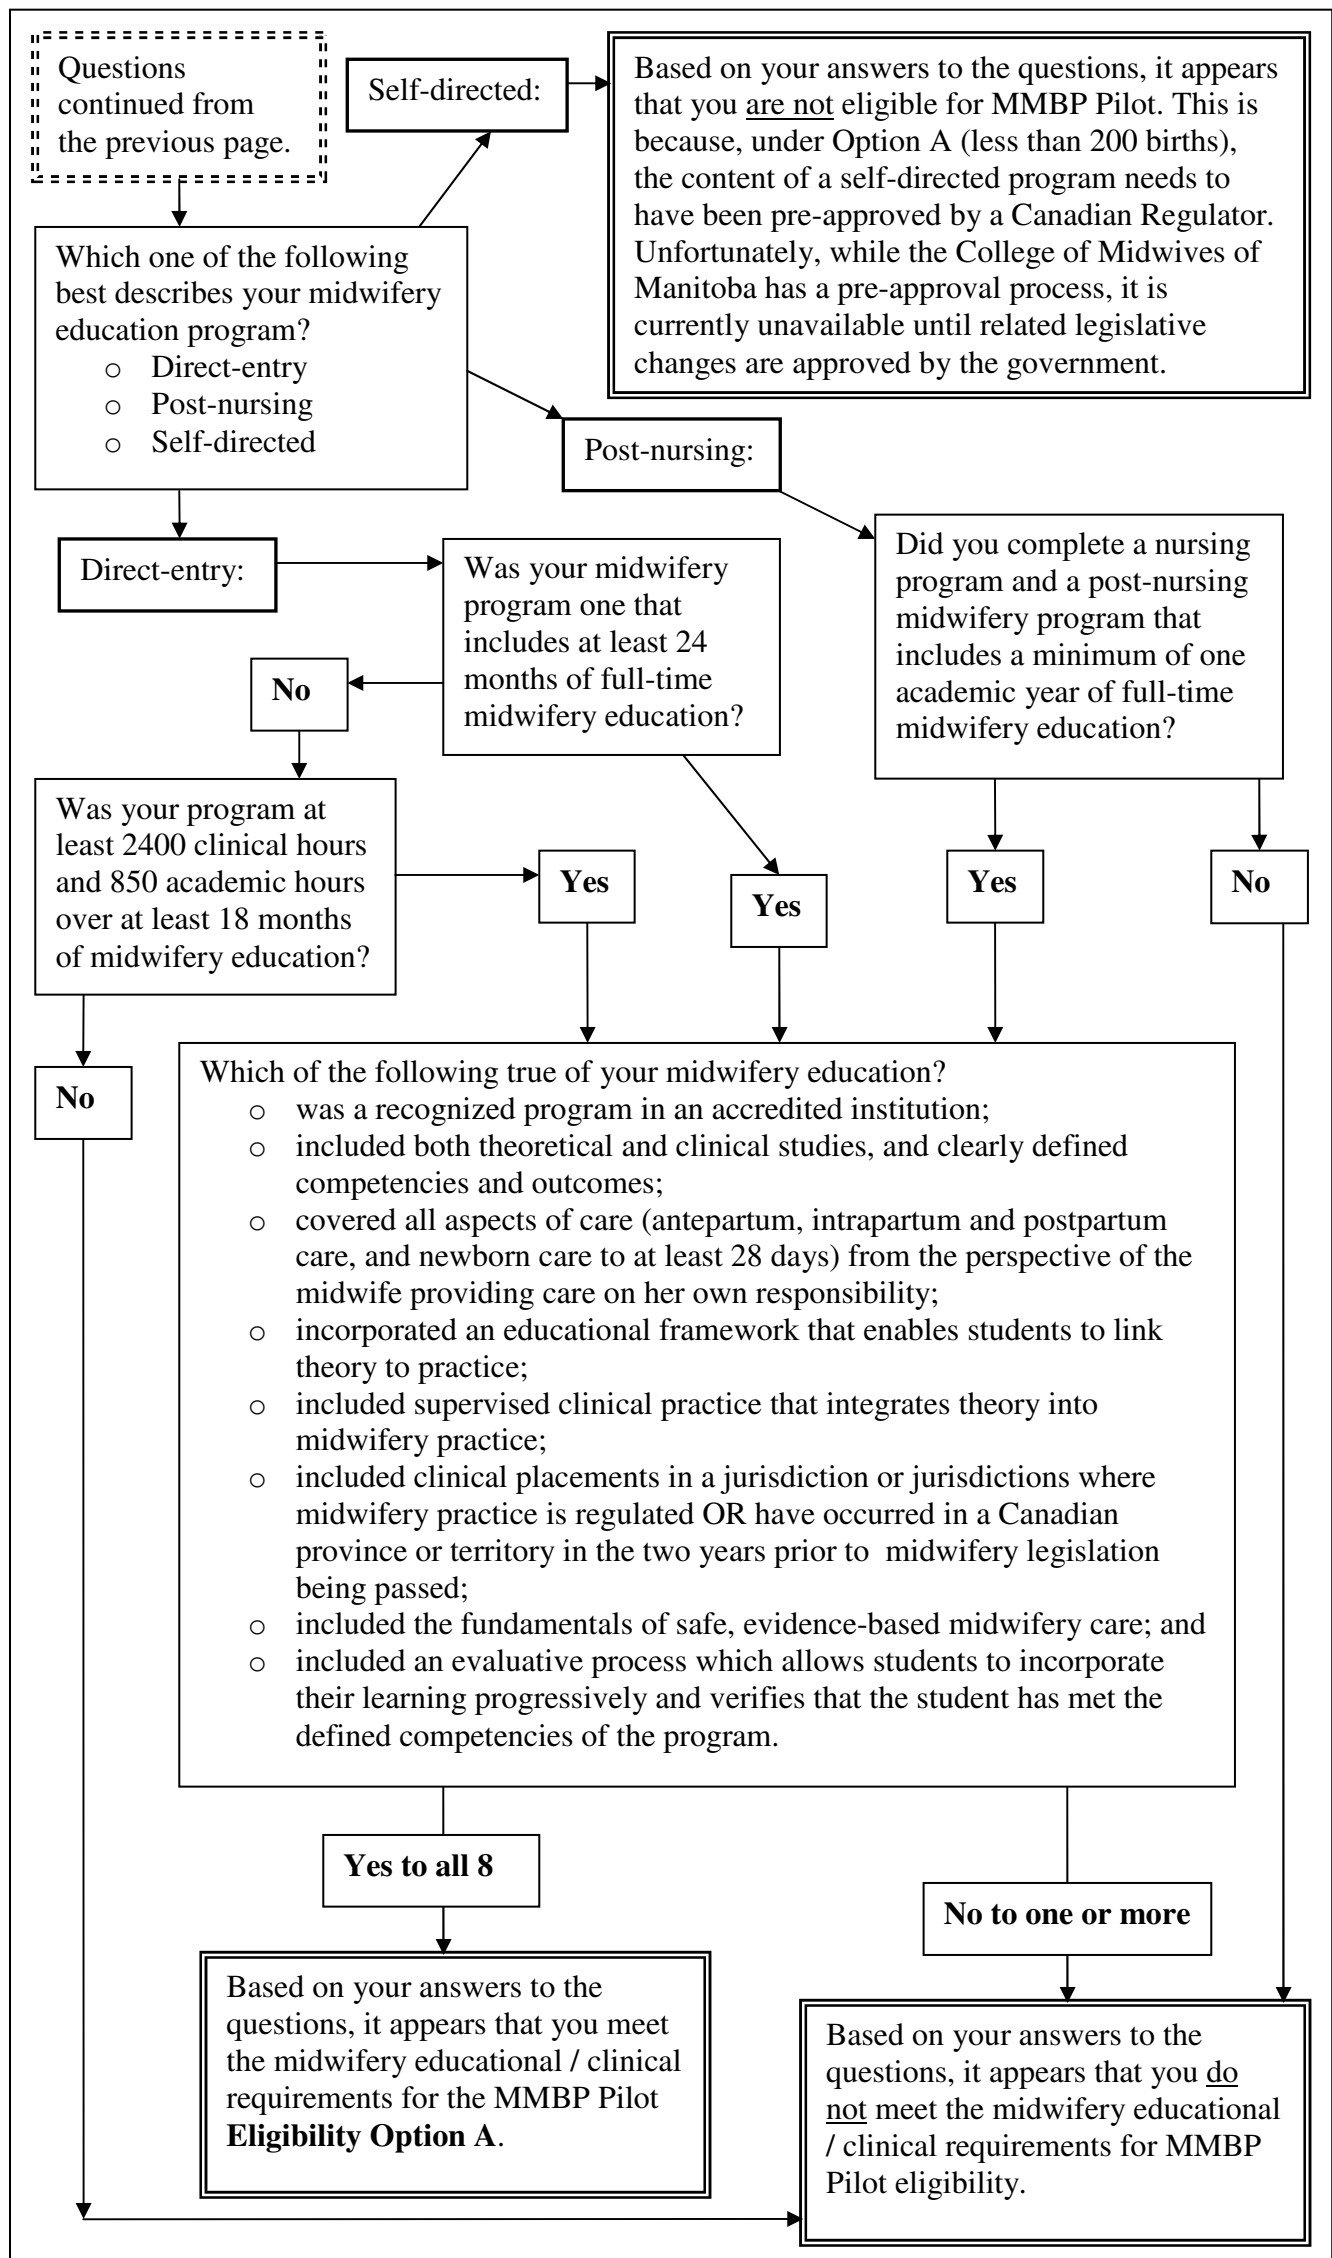 Questions
continued from
the previous page.
Self-directed:
Based on your answers to the questions, it appears
that you are not eligible for MMBP Pilot. This is
because, under Option A (less than 200 births),
the content of a self-directed program needs to
have been pre-approved by a Canadian Regulator.
Unfortunately, while the College of Midwives of
Manitoba has a pre-approval process, it is
currently unavailable until related legislative
changes are approved by the government.
Which one of the following
best describes your midwifery
education program?
o Direct-entry
o Post-nursing
o Self-directed
Post-nursing:
Direct-entry:
Was your midwifery
program one that
includes at least 24
months of full-time
midwifery education?
Did you complete a nursing
program and a post-nursing
midwifery program that
includes a minimum of one
academic year of full-time
midwifery education?
No
Was your program at
least 2400 clinical hours
and 850 academic hours
over at least 18 months
of midwifery education?
Yes
Yes
Yes
No
No
Which of the following true of your midwifery education?
o was a recognized program in an accredited institution;
o included both theoretical and clinical studies, and clearly defined
competencies and outcomes;
o covered all aspects of care (antepartum, intrapartum and postpartum
care, and newborn care to at least 28 days) from the perspective of the
midwife providing care on her own responsibility;
o incorporated an educational framework that enables students to link
theory to practice;
o included supervised clinical practice that integrates theory into
midwifery practice;
o included clinical placements in a jurisdiction or jurisdictions where
midwifery practice is regulated OR have occurred in a Canadian
province or territory in the two years prior to  midwifery legislation
being passed;
o included the fundamentals of safe, evidence-based midwifery care; and
o included an evaluative process which allows students to incorporate
their learning progressively and verifies that the student has met the
defined competencies of the program.
Yes to all 8
No to one or more
Based on your answers to the
questions, it appears that you meet
the midwifery educational / clinical
requirements for the MMBP Pilot
Eligibility Option A.
Based on your answers to the
questions, it appears that you do
not meet the midwifery educational
/ clinical requirements for MMBP
Pilot eligibility.